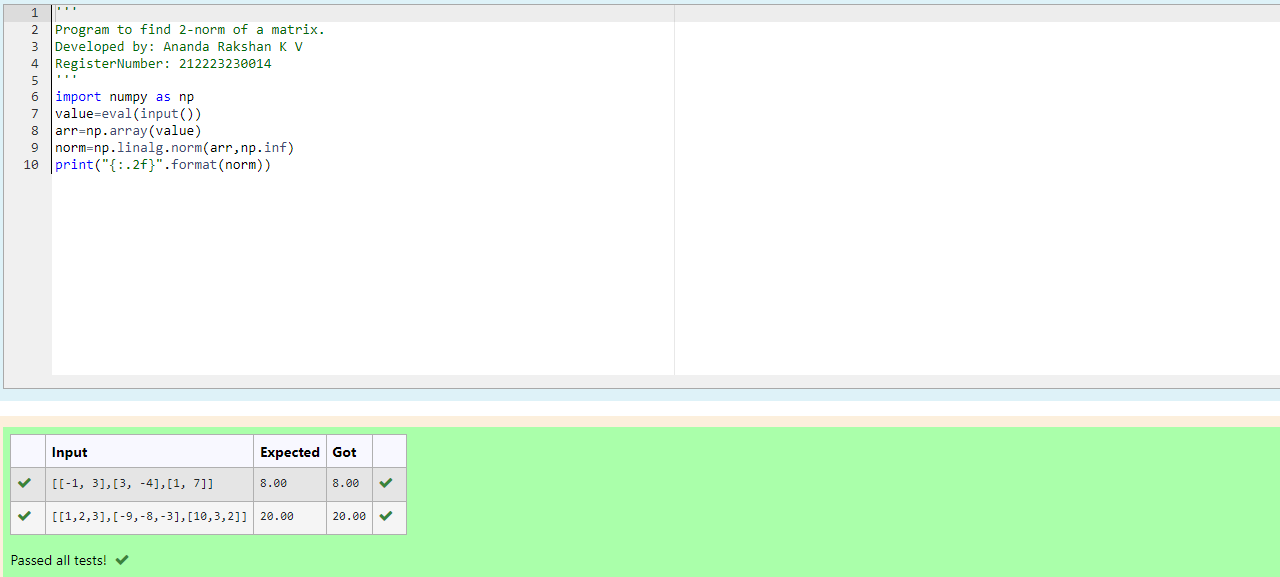 1 '''
2 Program to find 2-norm of a matrix.
3 Developed by: Ananda Rakshan K V
4 RegisterNumber: 212223230014
5 '''
6 import numpy as np
7 value=eval(input())
8 arr=np.array(value)
9 norm=np.linalg.norm(arr,np.inf)
10 print("{:.2f}".format(norm))
Input Expected Got
[[-1, 3],[3, -4],[1, 7]] 8.00 8.00
[[1,2,3],[-9,-8,-3],[10,3,2]] 20.00 20.00
Passed all tests!